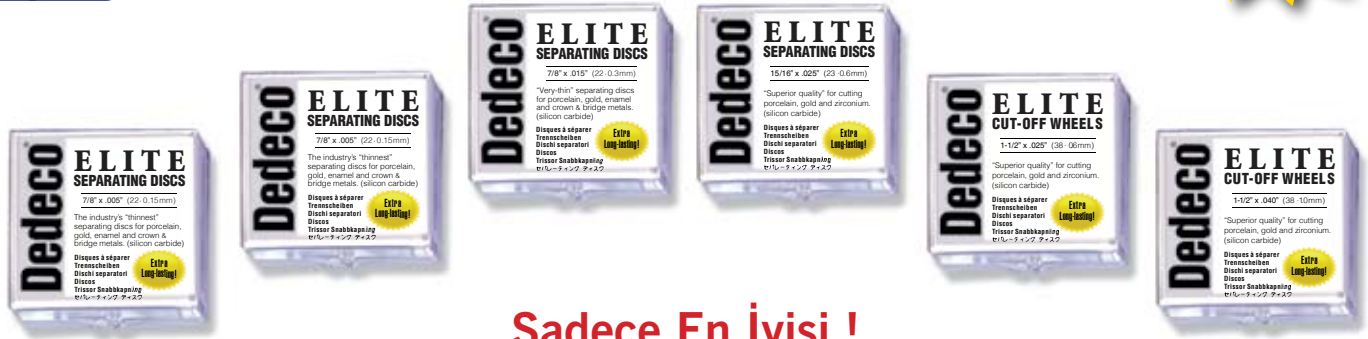 Dedeco
ELITE
SEPARATING DISCS
7/8" x .005" (22-0.15mm)
The industry's "thinnest"
separating discs for porcelain,
gold, enamel and crown &
bridge metals. (silicon carbide)
Disques à séparer
Trennscheiben
Dischi separatori
Discos
Trissor Snabbkapning
セパレーティング ディスク
Extra
Long-lasting!
Dedeco
ELITE
SEPARATING DISCS
7/8" x .005" (22-0.15mm)
The industry's "thinnest"
separating discs for porcelain,
gold, enamel and crown &
bridge metals. (silicon carbide)
Disques à séparer
Trennscheiben
Dischi separatori
Discos
Trissor Snabbkapning
セパレーティング ディスク
Extra
Long-lasting!
Dedeco
ELITE
SEPARATING DISCS
7/8" x .015" (22-0.3mm)
"Very-thin" separating discs
for porcelain, gold, enamel
and crown & bridge metals.
(silicon carbide)
Disques à séparer
Trennscheiben
Dischi separatori
Discos
Trissor Snabbkapning
セパレーティング ディスク
Extra
Long-lasting!
Dedeco
ELITE
SEPARATING DISCS
15/16" x .025" (23-0.6mm)
"Superior quality" for cutting
porcelain, gold and zirconium.
(silicon carbide)
Disques à séparer
Trennscheiben
Dischi separatori
Discos
Trissor Snabbkapning
セパレーティング ディスク
Extra
Long-lasting!
Dedeco
ELITE
CUT-OFF WHEELS
1-1/2" x .025" (38-06mm)
"Superior quality" for cutting
porcelain, gold and zirconium.
(silicon carbide)
Disques à séparer
Trennscheiben
Dischi separatori
Discos
Trissor Snabbkapning
セパレーティング ディスク
Extra
Long-lasting!
Dedeco
ELITE
CUT-OFF WHEELS
1-1/2" x .040" (38-10mm)
"Superior quality" for cutting
porcelain, gold and zirconium.
(silicon carbide)
Disques à séparer
Trennscheiben
Dischi separatori
Discos
Trissor Snabbkapning
セパレーティング ディスク
Extra
Long-lasting!
Sadece En İyisi !